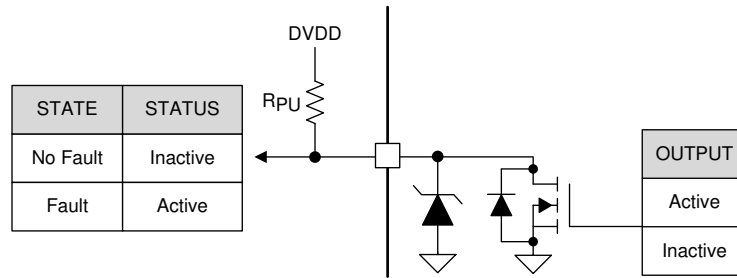 DVDD
RPU
STATE STATUS
No Fault Inactive
Fault Active
OUTPUT
Active
Inactive